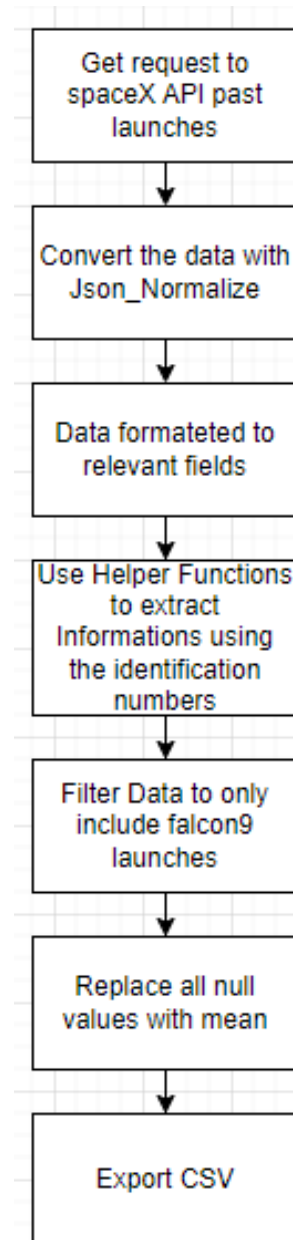 Get request to
spaceX API past
launches
Convert the data with
Json_Normalize
Data formateted to
relevant fields
Use Helper Functions
to extract
Informations using
the identification
numbers
Filter Data to only
include falcon9
launches
Replace all null
values with mean
Export CSV